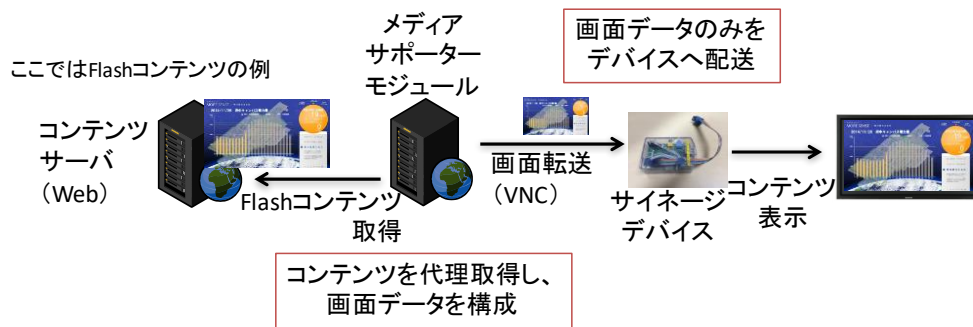 ここではFlashコンテンツの例
メディア
サポーター
モジュール
画面データのみを
デバイスへ配送
コンテンツ
サーバ
（Web）
Flashコンテンツ
取得
画面転送
（VNC）
サイネージ
デバイス
コンテンツ
表示
コンテンツを代理取得し、
画面データを構成